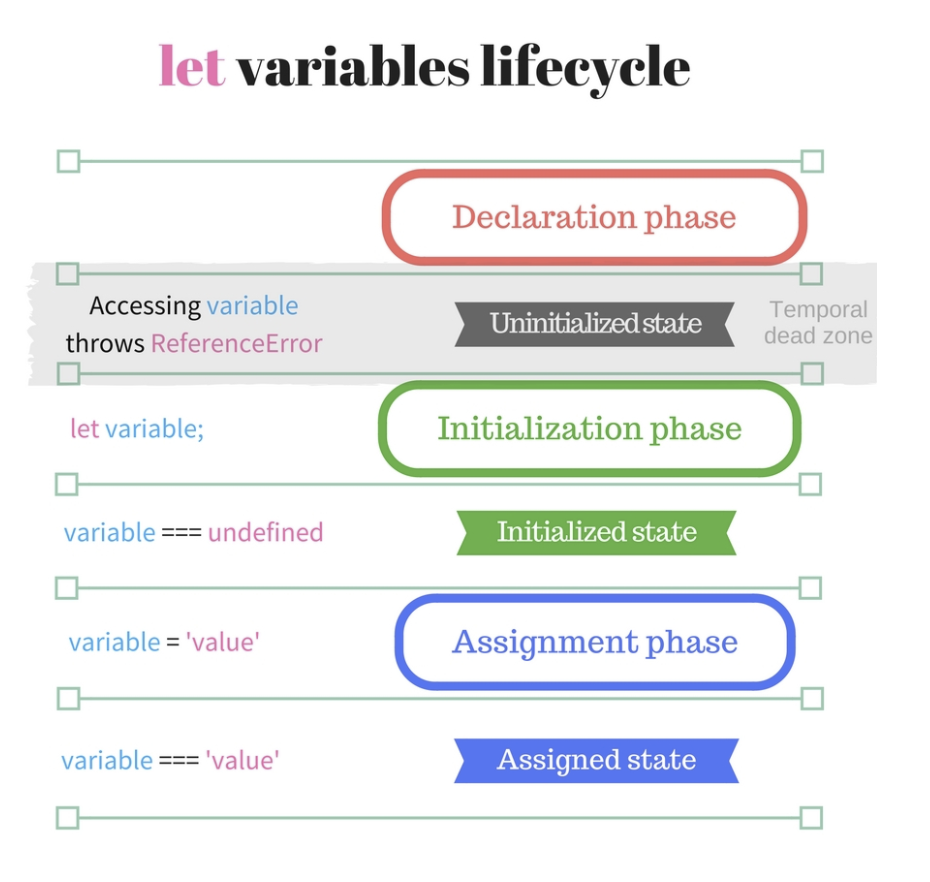 let variables lifecycle
Declaration phase
Accessing variable
throws ReferenceError
Uninitialized state
Temporal
dead zone
let variable;
Initialization phase
variable === undefined
Initialized state
variable = 'value'
Assignment phase
variable === 'value'
Assigned state